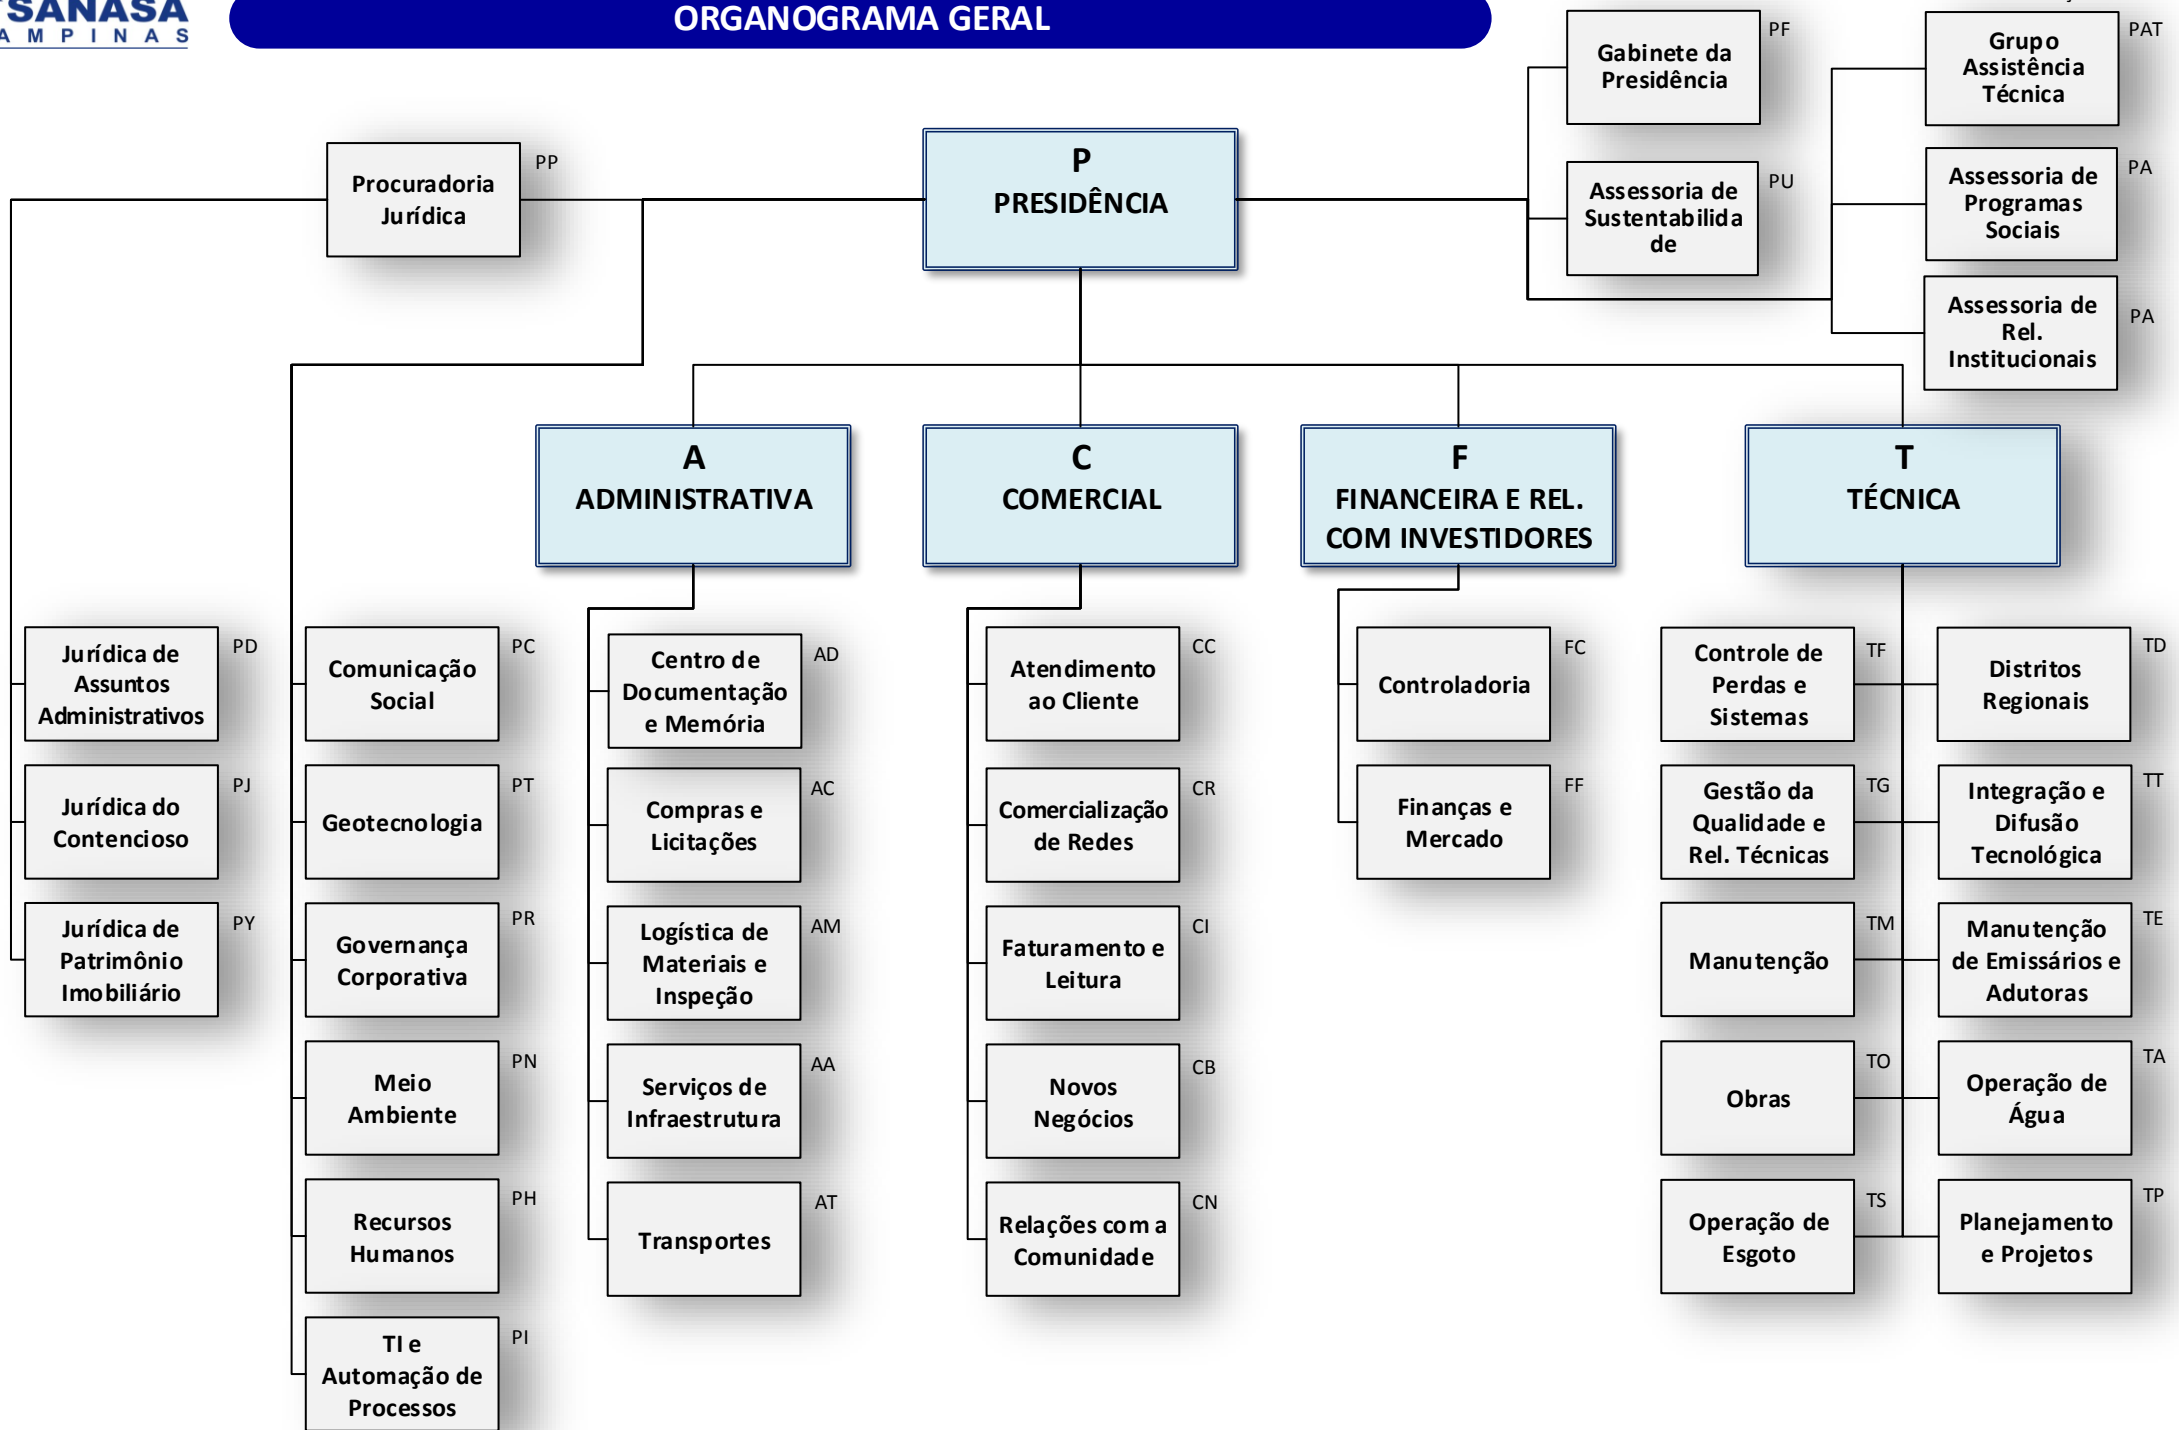 SANASA
AMPINAS
ORGANOGRAMA GERAL
Gabinete da
Presidência
PF
Grupo
Assistência
Técnica
PAT
Procuradoria
Jurídica
PP
P
PRESIDÊNCIA
Assessoria de
Sustentabilida
de
PU
Assessoria de
Programas
Sociais
PA
Assessoria de
Rel.
Institucionais
PA
A
ADMINISTRATIVA
C
COMERCIAL
F
FINANCEIRA E REL.
COM INVESTIDORES
T
TÉCNICA
Jurídica de
Assuntos
Administrativos
PD
Jurídica do
Contencioso
PJ
Jurídica de
Patrimônio
Imobiliário
PY
Comunicação
Social
PC
Geotecnologia
PT
Governança
Corporativa
PR
Meio
Ambiente
PN
Recursos
Humanos
PH
TI e
Automação de
Processos
PI
Centro de
Documentação
e Memória
AD
Compras e
Licitações
AC
Logística de
Materiais e
Inspeção
AM
Serviços de
Infraestrutura
AA
Transportes
AT
Atendimento
ao Cliente
CC
Comercialização
de Redes
CR
Faturamento e
Leitura
CI
Novos
Negócios
CB
Relações com a
Comunidade
CN
Controladoria
FC
Finanças e
Mercado
FF
Controle de
Perdas e
Sistemas
TF
Distritos
Regionais
TD
Gestão da
Qualidade e
Rel. Técnicas
TG
Integração e
Difusão
Tecnológica
TT
Manutenção
TM
Manutenção
de Emissários e
Adutoras
TE
Obras
TO
Operação de
Água
TA
Operação de
Esgoto
TS
Planejamento
e Projetos
TP